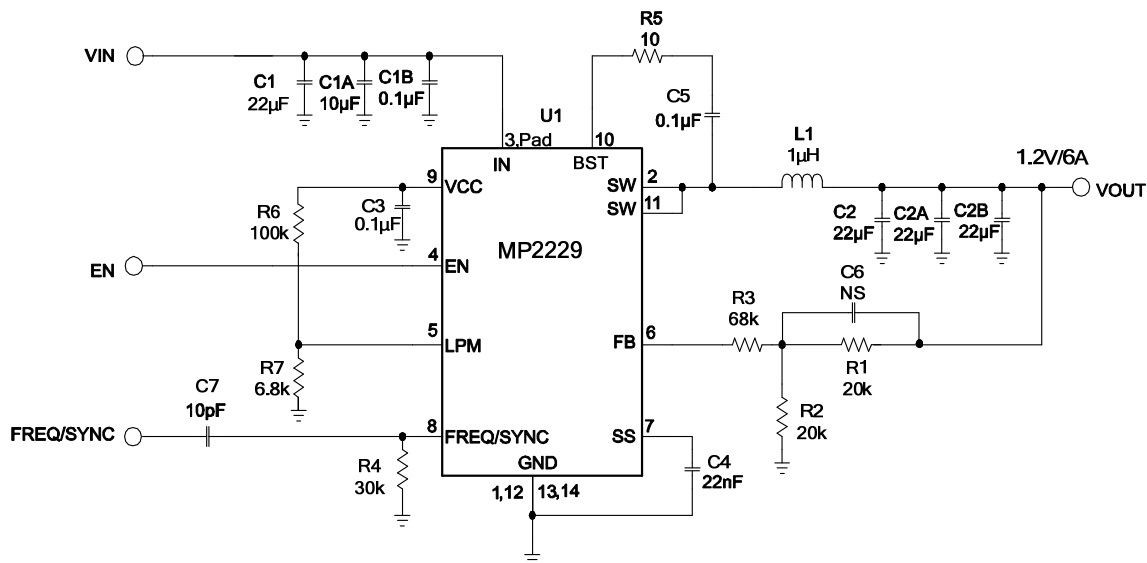 R5
10
VIN
C1
22µF
C1A
10µF
C1B
0.1µF
C5
0.1µF
U1
3,Pad
10
IN
BST
L1
1µH
1.2V/6A
VOUT
9
VCC
SW
2
SW
11
C3
0.1µF
R6
100k
C2
22µF
C2A
22µF
C2B
22µF
MP2229
EN
4
EN
C6
NS
R3
68k
5
LPM
FB
6
R1
20k
R7
6.8k
C7
10pF
R2
20k
FREQ/SYNC
8
FREQ/SYNC
SS
7
R4
30k
GND
C4
22nF
1,12
13,14